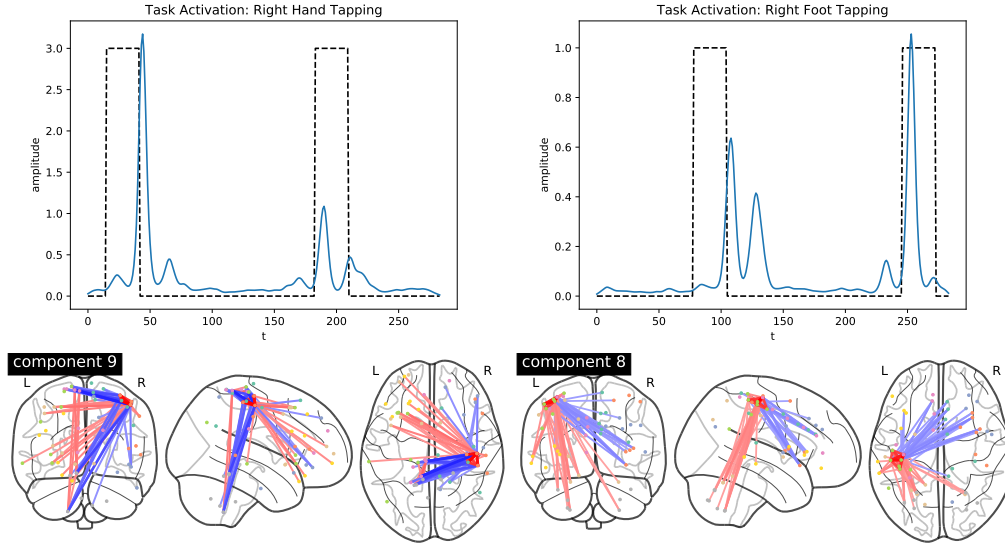 Task Activation: Right Hand Tapping
amplitude
3.0
2.5
2.0
1.5
1.0
0.5
0.0
0
50
100
150
200
250
t
Task Activation: Right Foot Tapping
amplitude
1.0
0.8
0.6
0.4
0.2
0.0
0
50
100
150
200
250
t
component 9
L
R
L
R
component 8
L
R
L
R